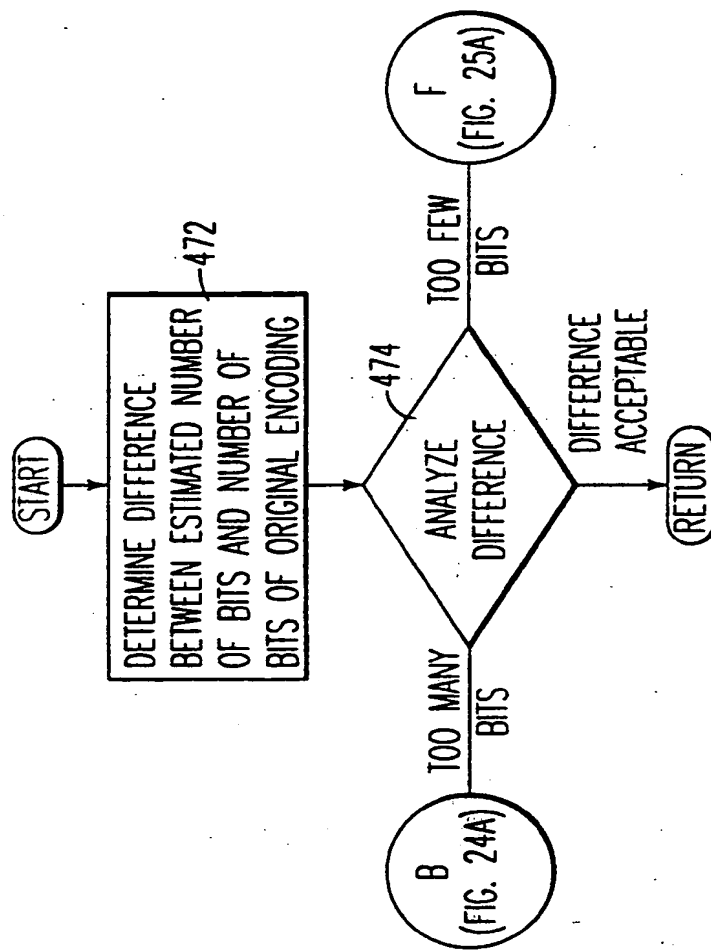 START
DETERMINE DIFFERENCE
BETWEEN ESTIMATED NUMBER
OF BITS AND NUMBER OF
BITS OF ORIGINAL ENCODING
472
474
ANALYZE
DIFFERENCE
TOO MANY
BITS
B
(FIG. 24A)
TOO FEW
BITS
F
(FIG. 25A)
DIFFERENCE
ACCEPTABLE
RETURN